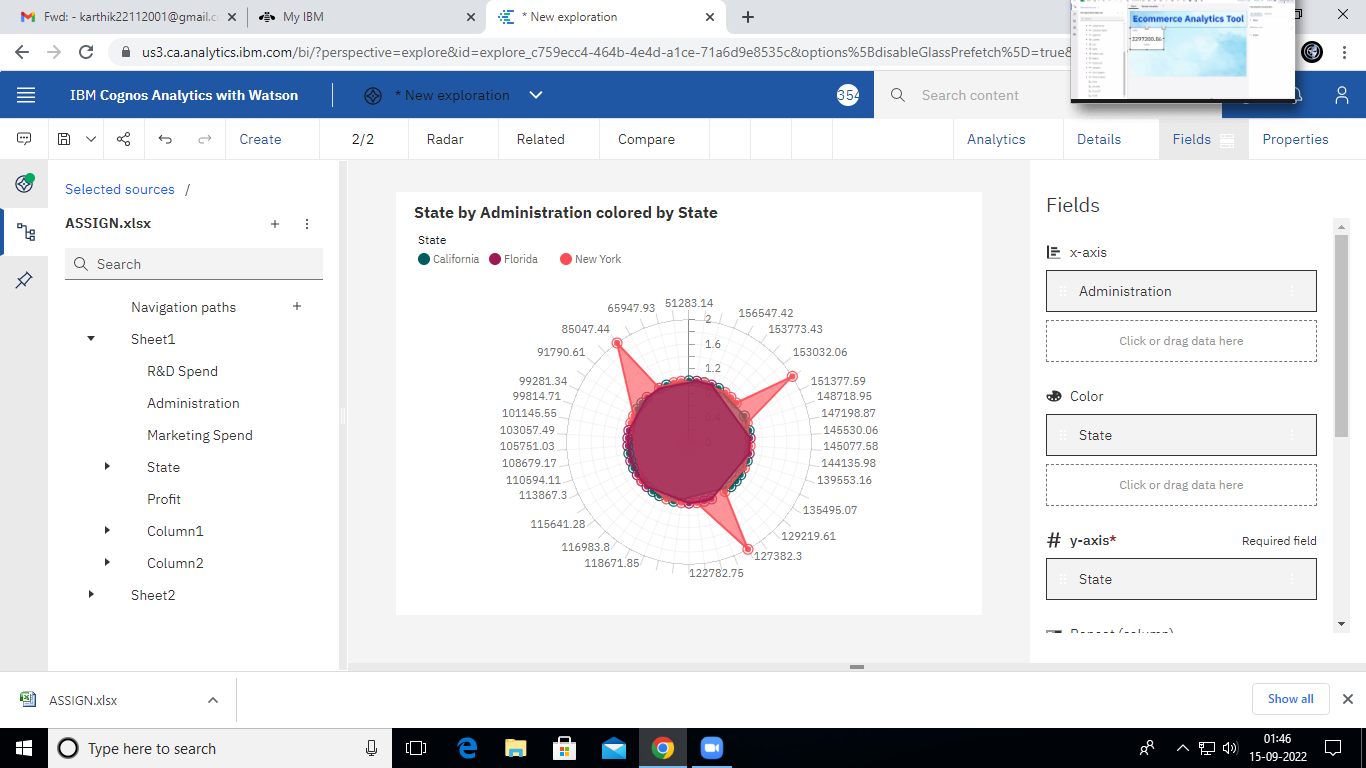 Fwd: - karthik22112001@gmail.c
My IBM
* New exploration
us3.ca.analytics.ibm.com/bi/?perspective=explore&id=explore_c759ccc4-4b4b-4e4d-a1ce-71a6d9e8535c&options%5BdisableGlassPrefetch%5D=true&
Ecommerce Analytics Tool
IBM Cognos Analytics with Watson
* New exploration
354
Search content
Create
2/2
Radar
Related
Compare
Analytics
Details
Fields
Properties
Selected sources /
ASSIGN.xlsx
Search
Navigation paths
Sheet1
R&D Spend
Administration
Marketing Spend
State
Profit
Column1
Column2
Sheet2
State by Administration colored by State
State
California Florida New York
51283.14
65947.93
156547.42
2
85047.44
153773.43
1.6
91790.61
153032.06
1.2
99281.34
151377.59
99814.71
148718.95
101145.55
147198.87
103057.49
145530.06
105751.03
145077.58
108679.17
144135.98
110594.11
139553.16
113867.3
135495.07
115641.28
129219.61
116983.8
127382.3
118671.85
122782.75
Fields
x-axis
Administration
Click or drag data here
Color
State
Click or drag data here
y-axis*
Required field
State
Repeat (column)
ASSIGN.xlsx
Show all
Type here to search
01:46
15-09-2022